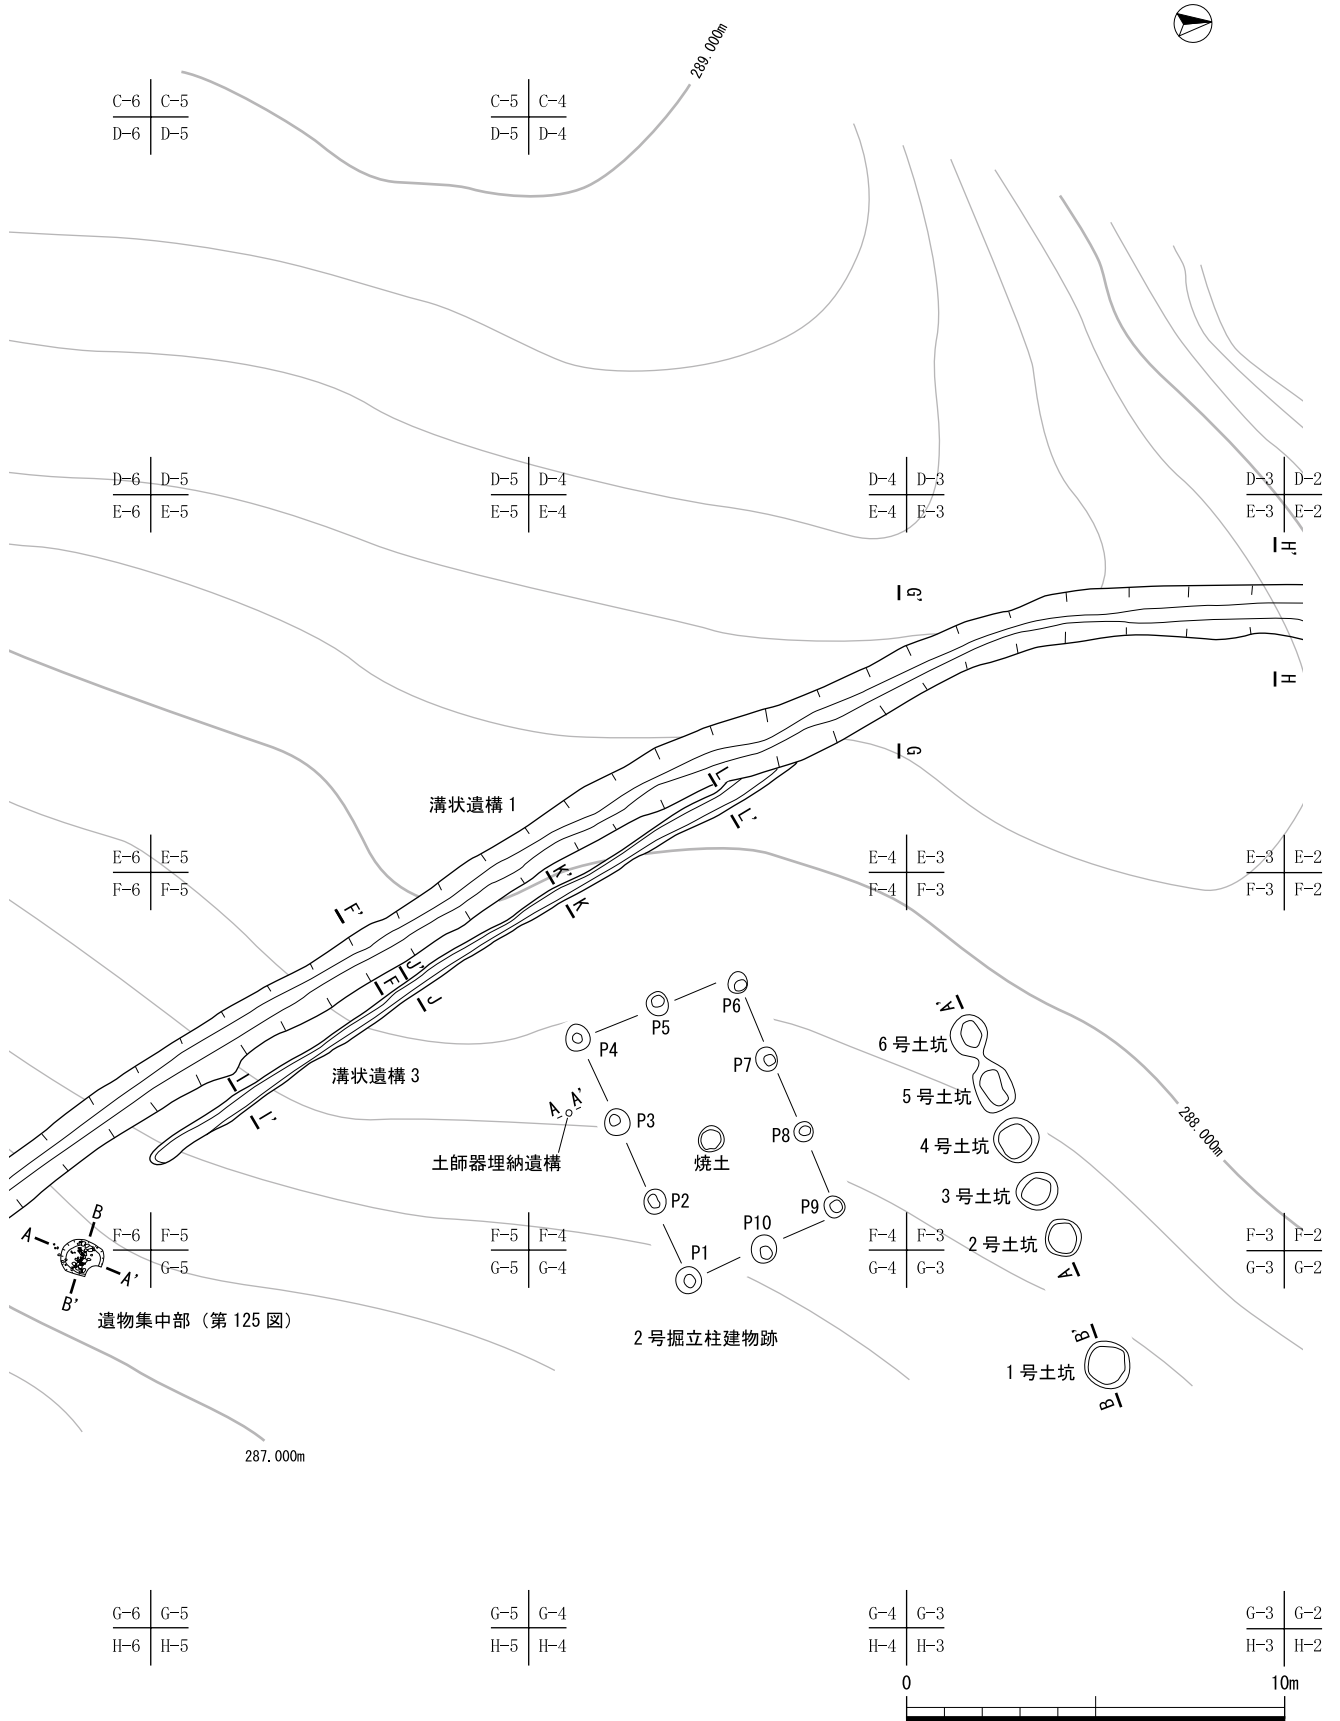 289.000m
C-6 C-5
D-6 D-5
C-5 C-4
D-5 D-4
D-6 D-5
E-6 E-5
D-5 D-4
E-5 E-4
D-4 D-3
E-4 E-3
D-3 D-2
E-3 E-2
H'
G'
H
G
L
溝状遺構 1
L'
E-6 E-5
F-6 F-5
E-4 E-3
F-4 F-3
E-3 E-2
F-3 F-2
K'
K
F'
J'
F
J
P6
P5
P4
P7
A'
6 号土坑
5 号土坑
溝状遺構 3
I
I'
A A'
P3
P8
4 号土坑
288.000m
土師器埋納遺構
焼土
P2
P9
3 号土坑
P10
P1
2 号土坑
A
B
A
F-6 F-5
G-5
A'
B'
F-5 F-4
G-5 G-4
F-4 F-3
G-4 G-3
F-3 F-2
G-3 G-2
遺物集中部（第 125 図）
2 号掘立柱建物跡
B'
1 号土坑
B
287.000m
G-6 G-5
H-6 H-5
G-5 G-4
H-5 H-4
G-4 G-3
H-4 H-3
G-3 G-2
H-3 H-2
0 10m